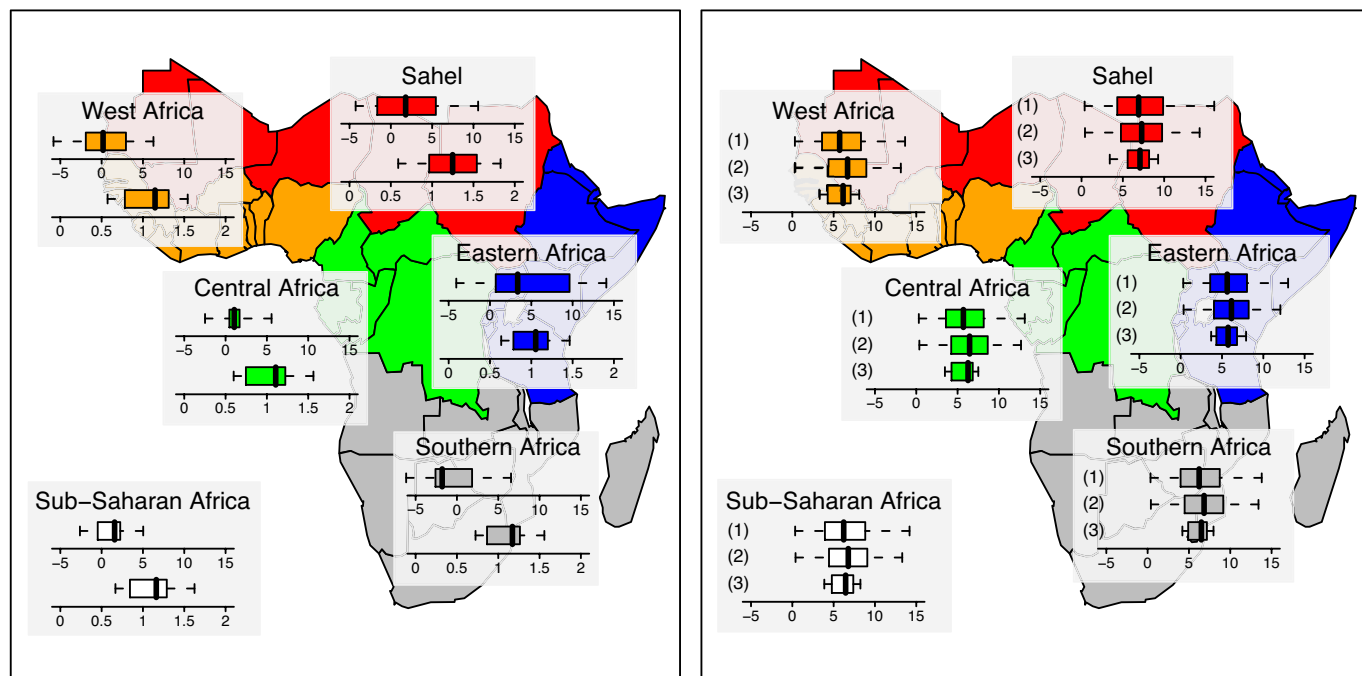 Sahel
−5 0 5 10 15
0 0.5 1 1.5 2
West Africa
−5 0 5 10 15
0 0.5 1 1.5 2
Eastern Africa
−5 0 5 10 15
0 0.5 1 1.5 2
Central Africa
−5 0 5 10 15
0 0.5 1 1.5 2
Southern Africa
−5 0 5 10 15
0 0.5 1 1.5 2
Sub−Saharan Africa
−5 0 5 10 15
0 0.5 1 1.5 2
Sahel
(1)
(2)
(3)
−5 0 5 10 15
West Africa
(1)
(2)
(3)
−5 0 5 10 15
Eastern Africa
(1)
(2)
(3)
−5 0 5 10 15
Central Africa
(1)
(2)
(3)
−5 0 5 10 15
Southern Africa
(1)
(2)
(3)
−5 0 5 10 15
Sub−Saharan Africa
(1)
(2)
(3)
−5 0 5 10 15